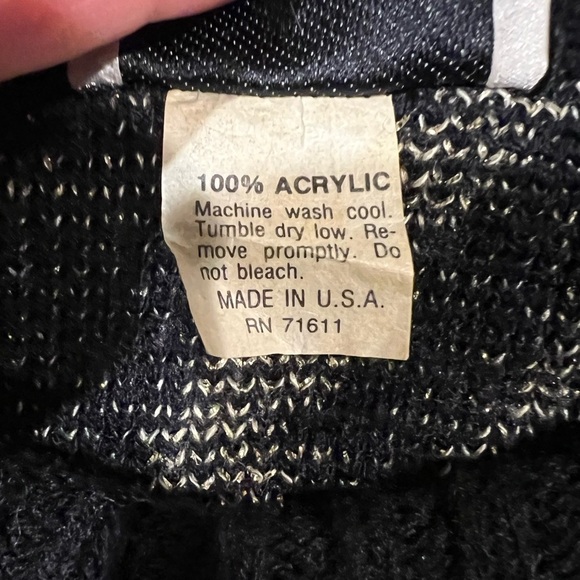 100% ACRYLIC
Machine wash cool.
Tumble dry low. Re-
move promptly. Do
not bleach.
MADE IN U.S.A.
RN 71611